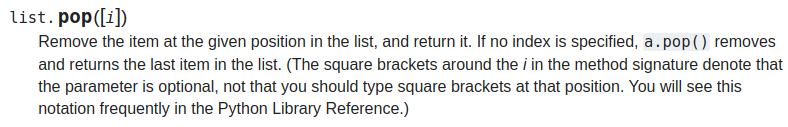 list.pop([i])
Remove the item at the given position in the list, and return it. If no index is specified, a.pop() removes
and returns the last item in the list. (The square brackets around the i in the method signature denote that
the parameter is optional, not that you should type square brackets at that position. You will see this
notation frequently in the Python Library Reference.)